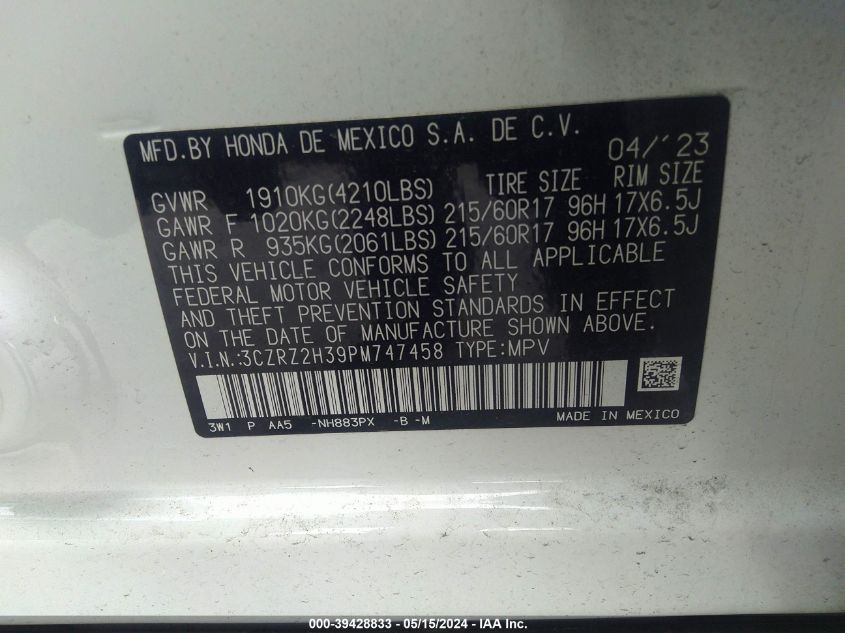 MFD.BY HONDA DE MEXICO S.A. DE C.V. 04/'23
GVWR 1910KG(4210LBS) TIRE SIZE RIM SIZE
GAWR F 1020KG(2248LBS) 215/60R17 96H 17X6.5J
GAWR R 935KG(2061LBS) 215/60R17 96H 17X6.5J
THIS VEHICLE CONFORMS TO ALL APPLICABLE
FEDERAL MOTOR VEHICLE SAFETY
AND THEFT PREVENTION STANDARDS IN EFFECT
ON THE DATE OF MANUFACTURE SHOWN ABOVE.
V.I.N.:3CZRZ2H39PM747458 TYPE:MPV
3W1 P AA5 -NH883PX -B -M MADE IN MEXICO
000-39428833 - 05/15/2024 - IAA Inc.